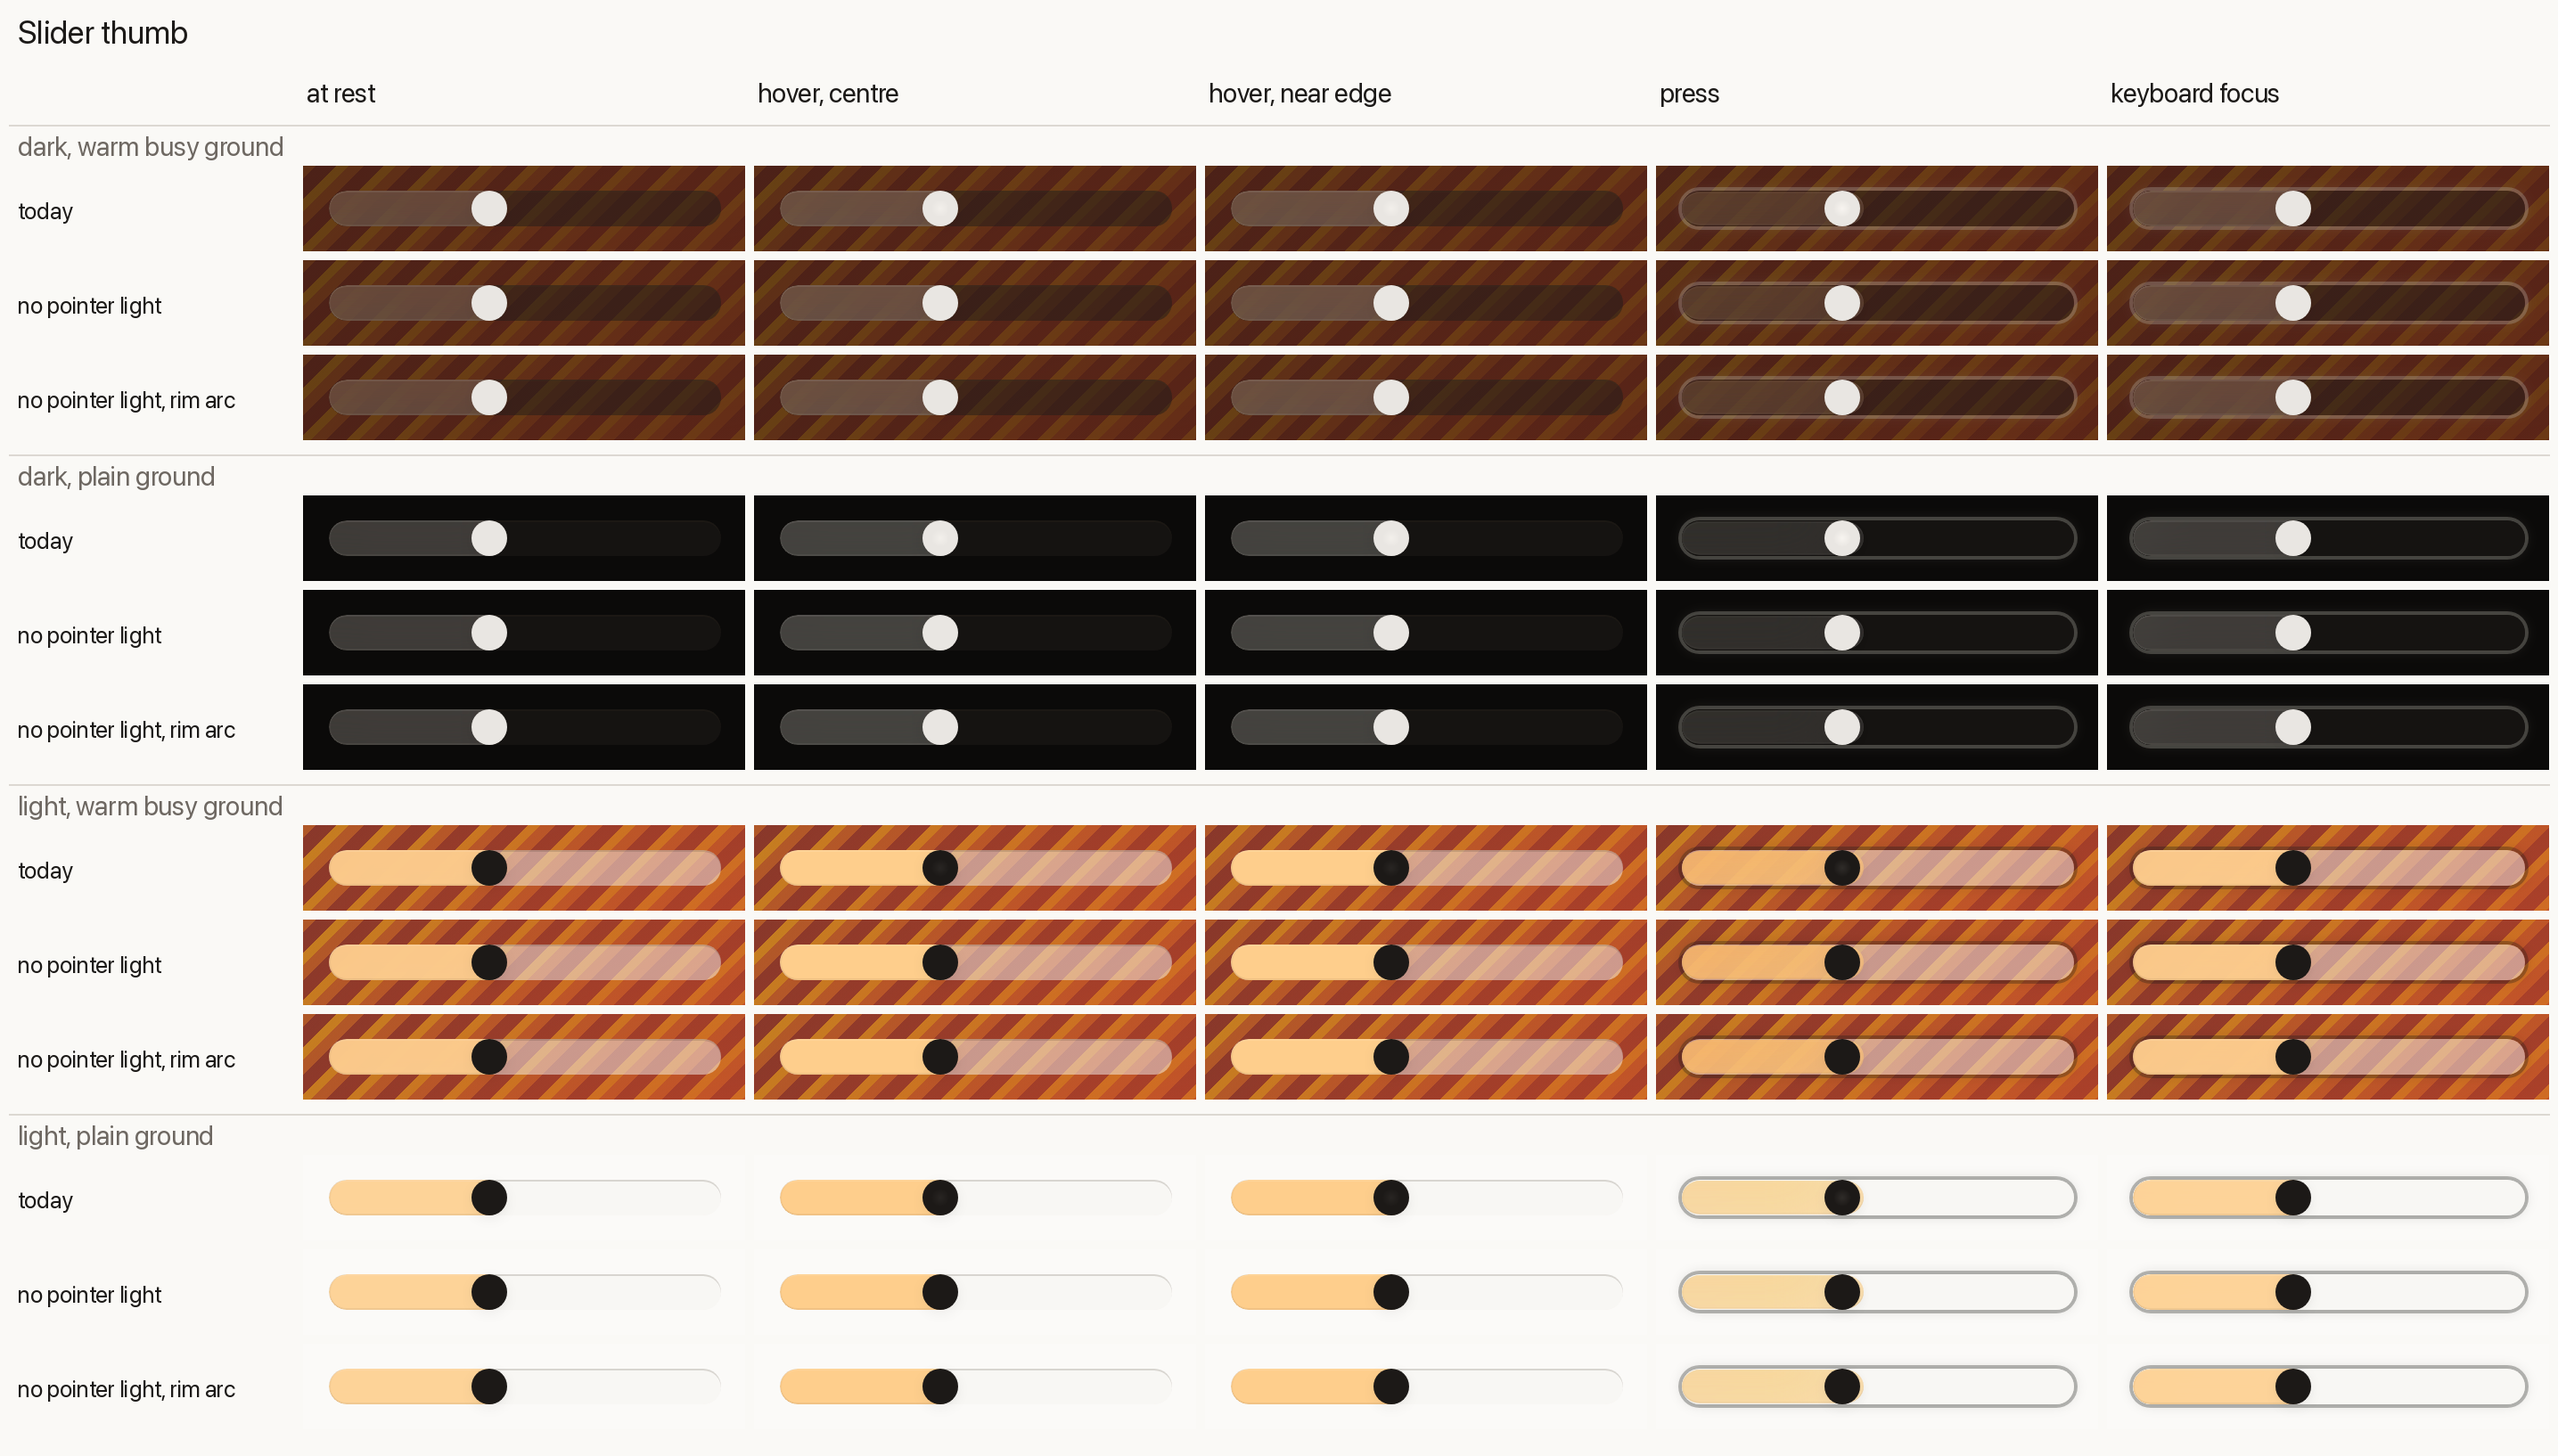 Slider thumb
at rest
hover, centre
hover, near edge
press
keyboard focus
dark, warm busy ground
today
no pointer light
no pointer light, rim arc
dark, plain ground
today
no pointer light
no pointer light, rim arc
light, warm busy ground
today
no pointer light
no pointer light, rim arc
light, plain ground
today
no pointer light
no pointer light, rim arc